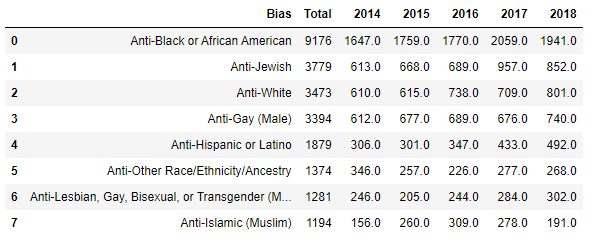 Bias Total 2014 2015 2016 2017 2018
0 Anti-Black or African American 9176 1647.0 1759.0 1770.0 2059.0 1941.0
1 Anti-Jewish 3779 613.0 668.0 689.0 957.0 852.0
2 Anti-White 3473 610.0 615.0 738.0 709.0 801.0
3 Anti-Gay (Male) 3394 612.0 677.0 689.0 676.0 740.0
4 Anti-Hispanic or Latino 1879 306.0 301.0 347.0 433.0 492.0
5 Anti-Other Race/Ethnicity/Ancestry 1374 346.0 257.0 226.0 277.0 268.0
6 Anti-Lesbian, Gay, Bisexual, or Transgender (M... 1281 246.0 205.0 244.0 284.0 302.0
7 Anti-Islamic (Muslim) 1194 156.0 260.0 309.0 278.0 191.0